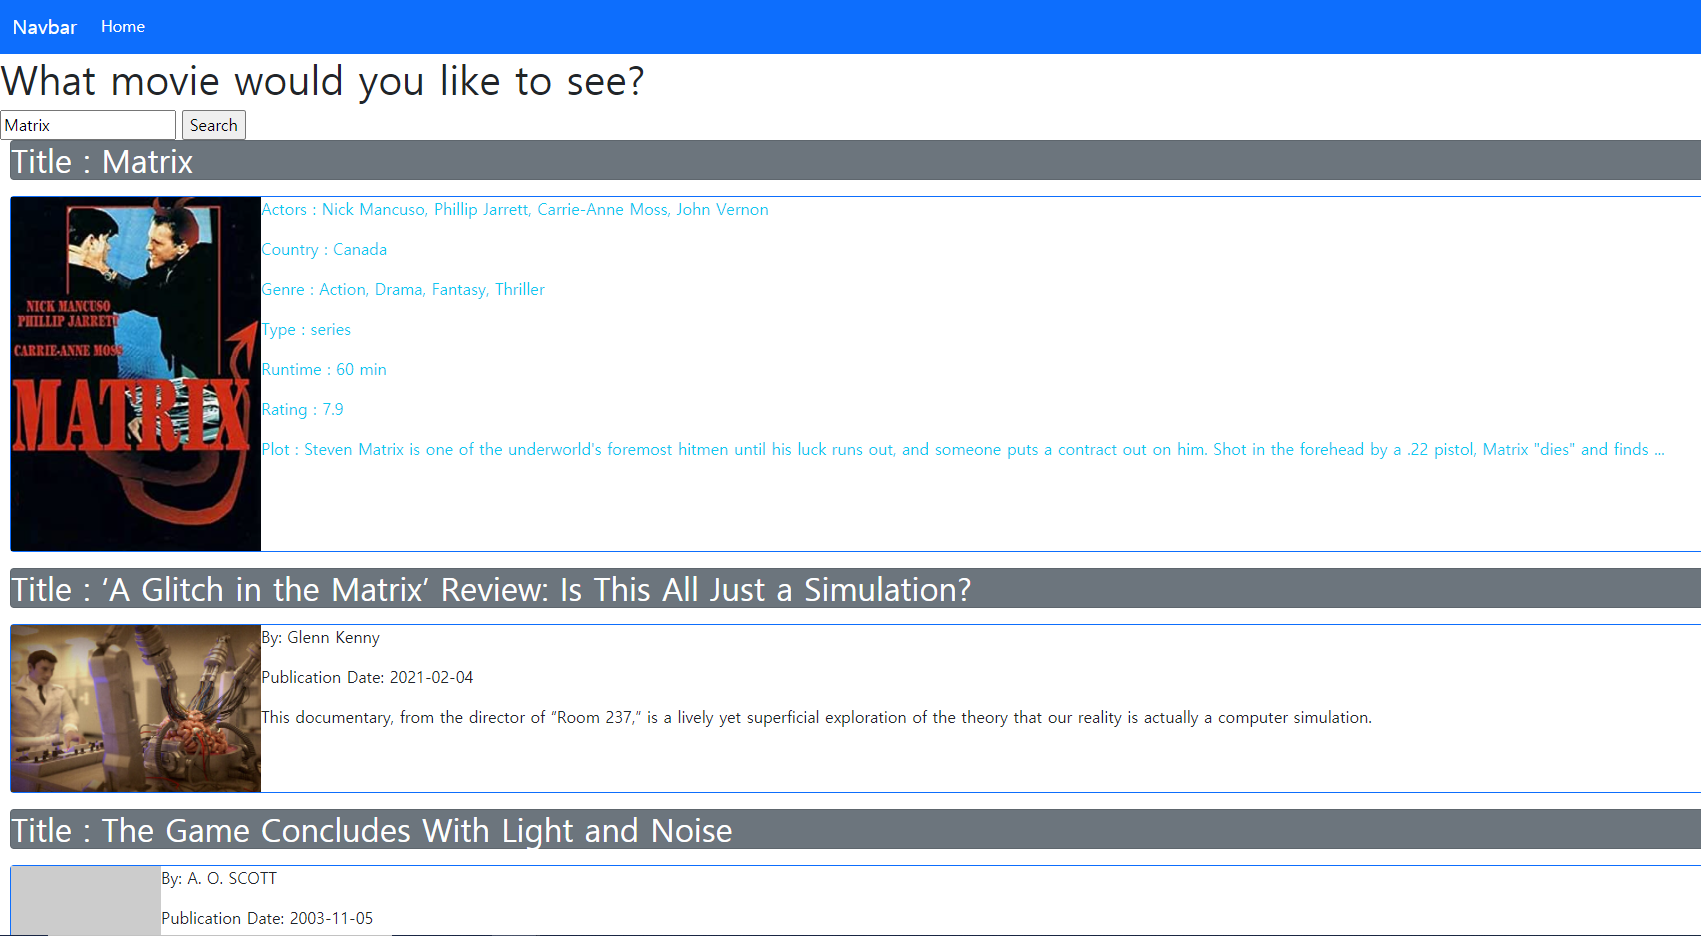 Navbar Home
What movie would you like to see?
Matrix Search
Title : Matrix
NICK MANCUSO
PHILLIP JARRETT
CARRIE-ANNE MOSS
MATRIX
Actors : Nick Mancuso, Phillip Jarrett, Carrie-Anne Moss, John Vernon
Country : Canada
Genre : Action, Drama, Fantasy, Thriller
Type : series
Runtime : 60 min
Rating : 7.9
Plot : Steven Matrix is one of the underworld's foremost hitmen until his luck runs out, and someone puts a contract out on him. Shot in the forehead by a .22 pistol, Matrix "dies" and finds ...
Title : ‘A Glitch in the Matrix’ Review: Is This All Just a Simulation?
By: Glenn Kenny
Publication Date: 2021-02-04
This documentary, from the director of “Room 237,” is a lively yet superficial exploration of the theory that our reality is actually a computer simulation.
Title : The Game Concludes With Light and Noise
By: A. O. SCOTT
Publication Date: 2003-11-05